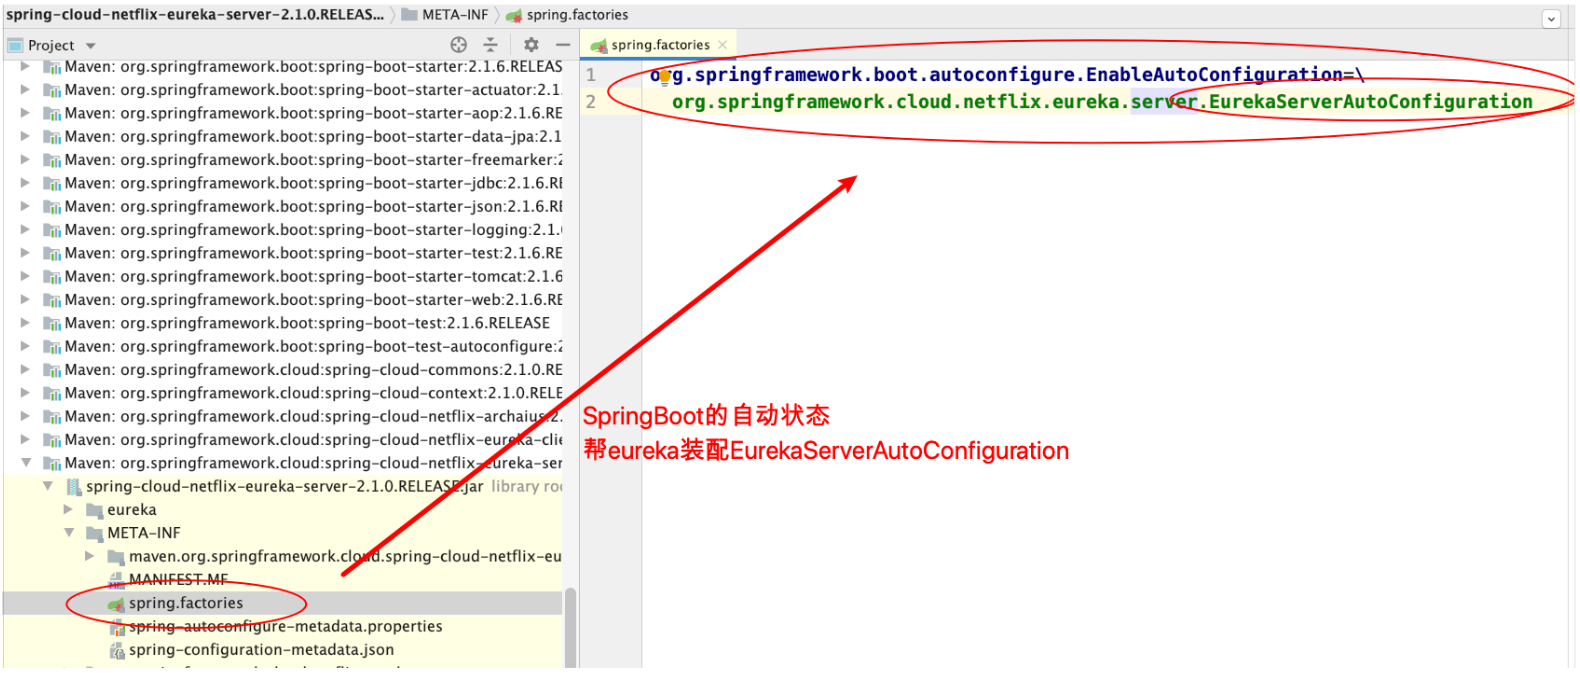 spring-cloud-netflix-eureka-server-2.1.0.RELEAS... META-INF spring.factories
Project
spring.factories
Maven: org.springframework.boot:spring-boot-starter:2.1.6.RELEAS
Maven: org.springframework.boot:spring-boot-starter-actuator:2.1.
Maven: org.springframework.boot:spring-boot-starter-aop:2.1.6.RE
Maven: org.springframework.boot:spring-boot-starter-data-jpa:2.1
Maven: org.springframework.boot:spring-boot-starter-freemarker:2
Maven: org.springframework.boot:spring-boot-starter-jdbc:2.1.6.RE
Maven: org.springframework.boot:spring-boot-starter-json:2.1.6.RE
Maven: org.springframework.boot:spring-boot-starter-logging:2.1.
Maven: org.springframework.boot:spring-boot-starter-test:2.1.6.RE
Maven: org.springframework.boot:spring-boot-starter-tomcat:2.1.6
Maven: org.springframework.boot:spring-boot-starter-web:2.1.6.RE
Maven: org.springframework.boot:spring-boot-test:2.1.6.RELEASE
Maven: org.springframework.boot:spring-boot-test-autoconfigure:2
Maven: org.springframework.cloud:spring-cloud-commons:2.1.0.RE
Maven: org.springframework.cloud:spring-cloud-context:2.1.0.RELE
Maven: org.springframework.cloud:spring-cloud-netflix-archaius:2.
Maven: org.springframework.cloud:spring-cloud-netflix-eureka-clie
Maven: org.springframework.cloud:spring-cloud-netflix-eureka-ser
spring-cloud-netflix-eureka-server-2.1.0.RELEASE.jar library roo
eureka
META-INF
maven.org.springframework.cloud.spring-cloud-netflix-eu
MANIFEST.MF
spring.factories
spring-autoconfigure-metadata.properties
spring-configuration-metadata.json
1 org.springframework.boot.autoconfigure.EnableAutoConfiguration=\
2 org.springframework.cloud.netflix.eureka.server.EurekaServerAutoConfiguration
SpringBoot的自动状态
帮eureka装配EurekaServerAutoConfiguration